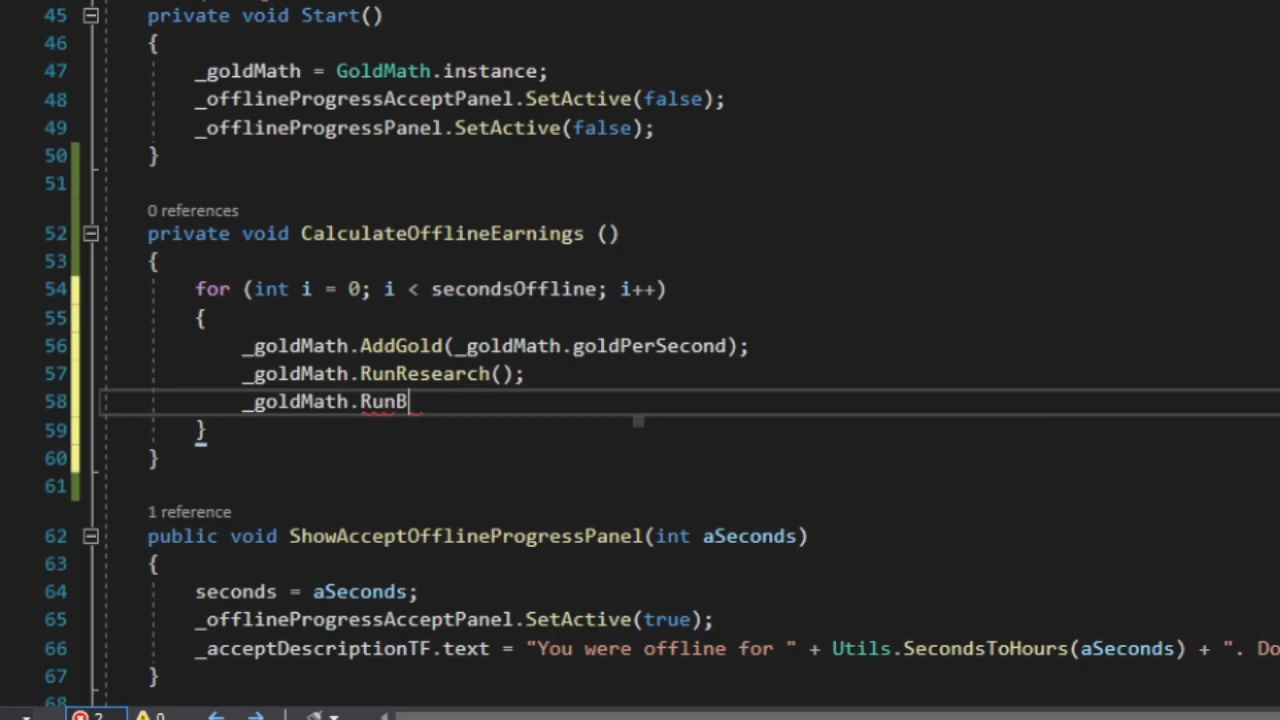 45 private void Start()
46 {
47 _goldMath = GoldMath.instance;
48 _offlineProgressAcceptPanel.SetActive(false);
49 _offlineProgressPanel.SetActive(false);
50 }
51
0 references
52 private void CalculateOfflineEarnings ()
53 {
54 for (int i = 0; i < secondsOffline; i++)
55 {
56 _goldMath.AddGold(_goldMath.goldPerSecond);
57 _goldMath.RunResearch();
58 _goldMath.RunB
59 }
60 }
61
1 reference
62 public void ShowAcceptOfflineProgressPanel(int aSeconds)
63 {
64 seconds = aSeconds;
65 _offlineProgressAcceptPanel.SetActive(true);
66 _acceptDescriptionTF.text = "You were offline for " + Utils.SecondsToHours(aSeconds) + ". Do
67 }
68
2 0